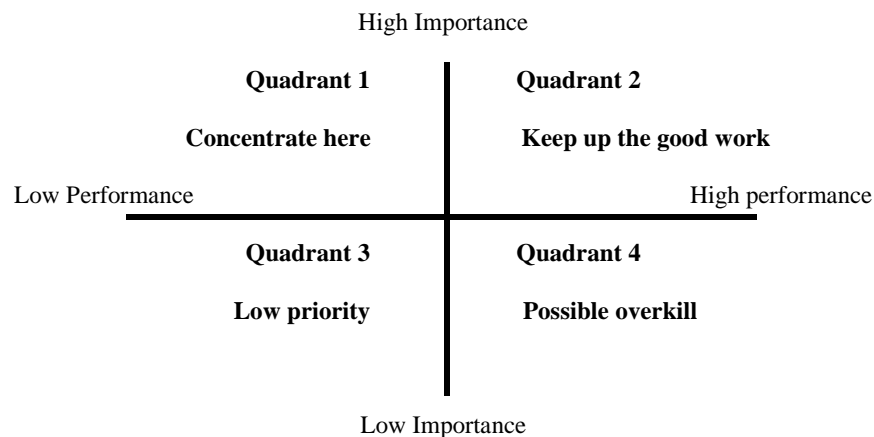 High Importance
Quadrant 1 Quadrant 2
Concentrate here Keep up the good work
Low Performance High performance
Quadrant 3 Quadrant 4
Low priority Possible overkill
Low Importance